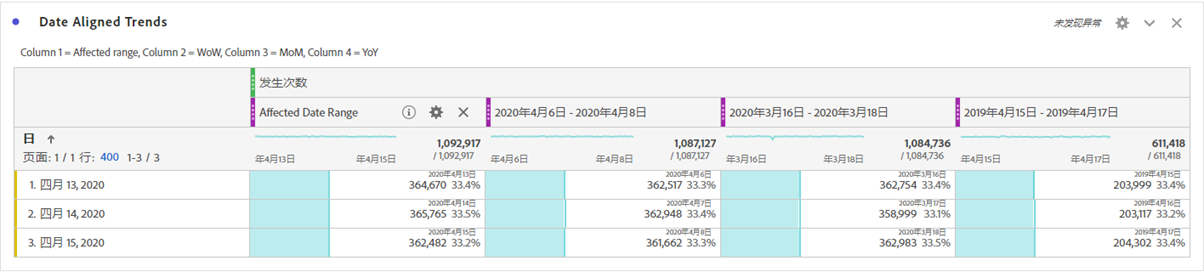 Date Aligned Trends
未发现异常
Column 1 = Affected range, Column 2 = WoW, Column 3 = MoM, Column 4 = YoY
发生次数
Affected Date Range 2020年4月6日 - 2020年4月8日 2020年3月16日 - 2020年3月18日 2019年4月15日 - 2019年4月17日
日 1,092,917 1,087,127 1,084,736 611,418
页面: 1 / 1 行: 400 1-3 / 3 年4月13日 年4月15日 / 1,092,917 年4月6日 年4月8日 / 1,087,127 年3月16日 年3月18日 / 1,084,736 年4月15日 年4月17日 / 611,418
2020年4月13日 2020年4月6日 2020年3月16日 2019年4月15日
1. 四月 13, 2020 364,670 33.4% 362,517 33.3% 362,754 33.4% 203,999 33.4%
2020年4月14日 2020年4月7日 2020年3月17日 2019年4月16日
2. 四月 14, 2020 365,765 33.5% 362,948 33.4% 358,999 33.1% 203,117 33.2%
2020年4月15日 2020年4月8日 2020年3月18日 2019年4月17日
3. 四月 15, 2020 362,482 33.2% 361,662 33.3% 362,983 33.5% 204,302 33.4%